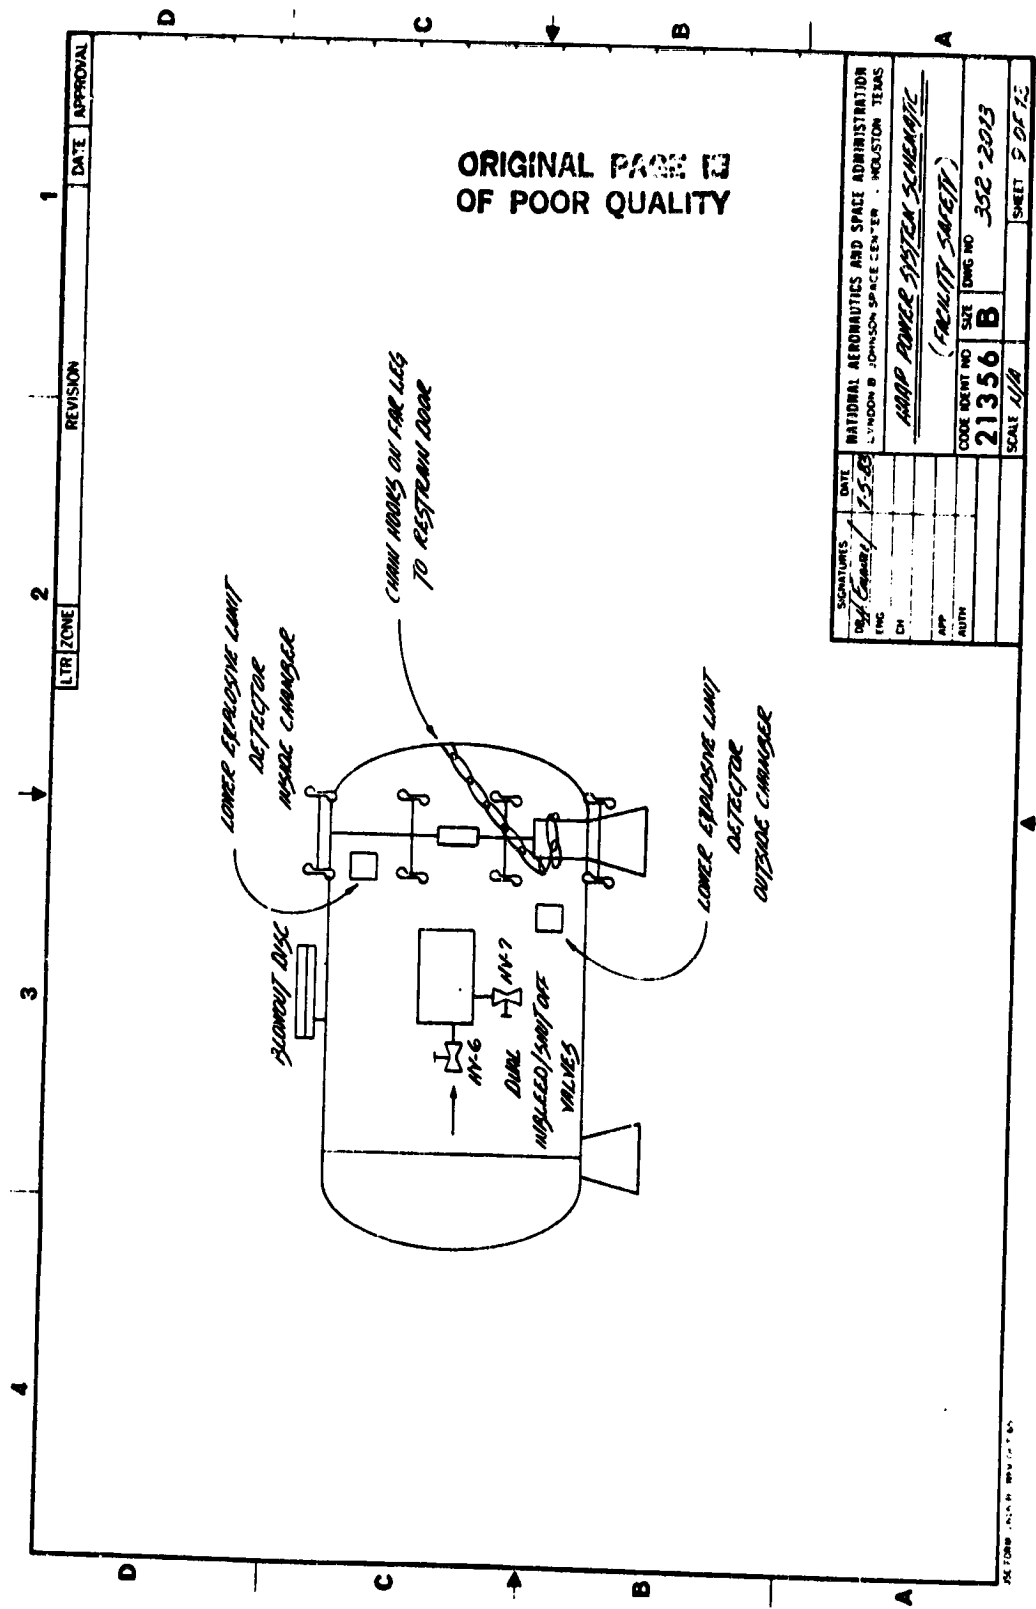 4
3
2
1
LTR ZONE
REVISION
DATE
APPROVAL
D
C
B
A
D
C
B
A
ORIGINAL PAGE IS
OF POOR QUALITY
BLOWOUT DISC
LOWER EXPLOSIVE LIMIT
DETECTOR
INSIDE CHAMBER
CHAIN HOOKS ON FAR LEG
TO RESTRAIN DOOR
HV-6
HV-7
DUAL
INBLEED/SHUTOFF
VALVES
LOWER EXPLOSIVE LIMIT
DETECTOR
OUTSIDE CHAMBER
SIGNATURES
DATE
DR
7-5-83
ENG
CH
APP
AUTH
NATIONAL AERONAUTICS AND SPACE ADMINISTRATION
LYNDON B JOHNSON SPACE CENTER . HOUSTON TEXAS
HAAP POWER SYSTEM SCHEMATIC
(FACILITY SAFETY)
CODE IDENT NO
21356
SIZE
B
DWG NO
352-2013
SCALE N/A
SHEET 9 OF
JSC FORM